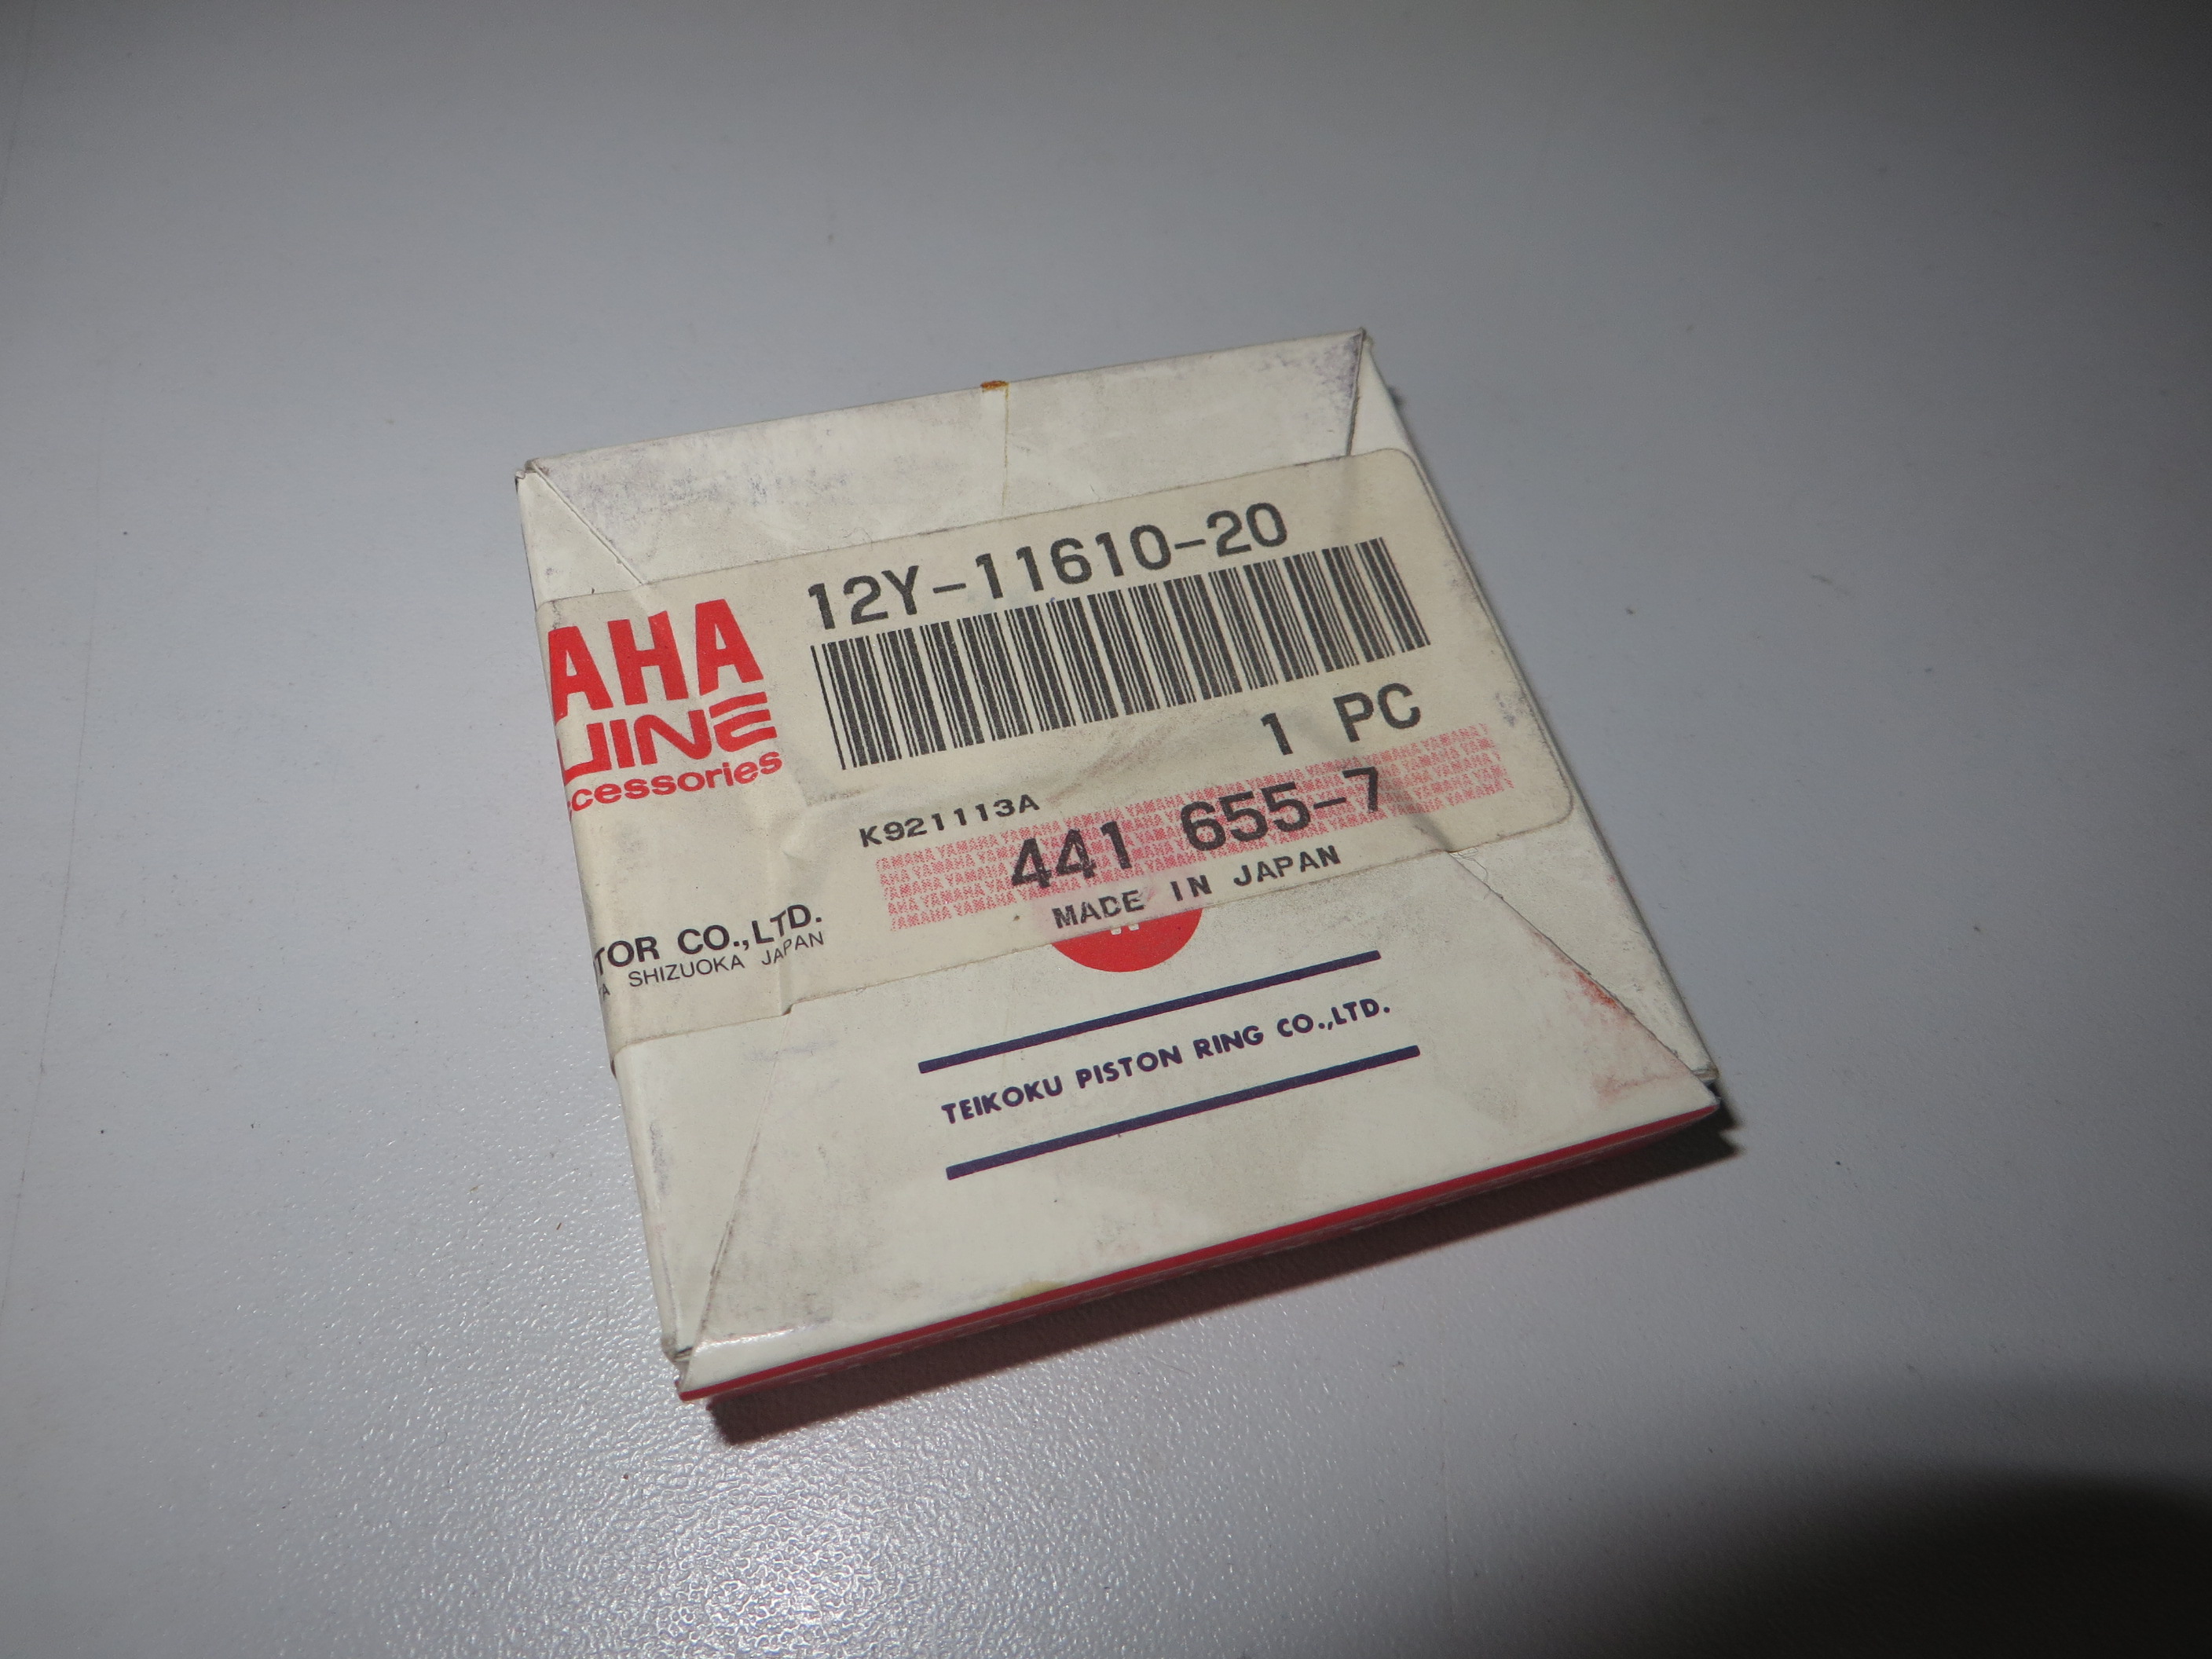 12Y-11610-20
AHA
UINE
ccessories
1 PC
K921113A
441 655-7
MADE IN JAPAN
TOR CO.,LTD.
A SHIZUOKA JAPAN
TEIKOKU PISTON RING CO.,LTD.